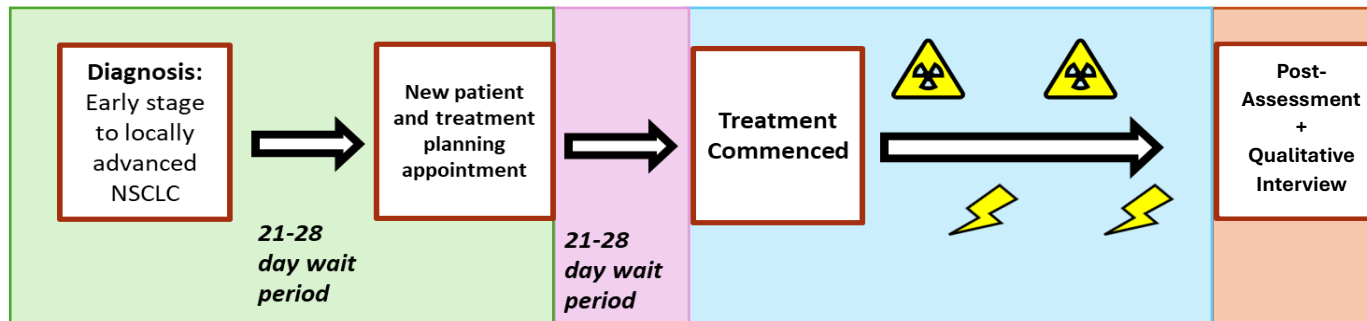 Diagnosis:
Early stage
to locally
advanced
NSCLC
21-28
day wait
period
New patient
and treatment
planning
appointment
21-28
day wait
period
Treatment
Commenced
Post-
Assessment
+
Qualitative
Interview